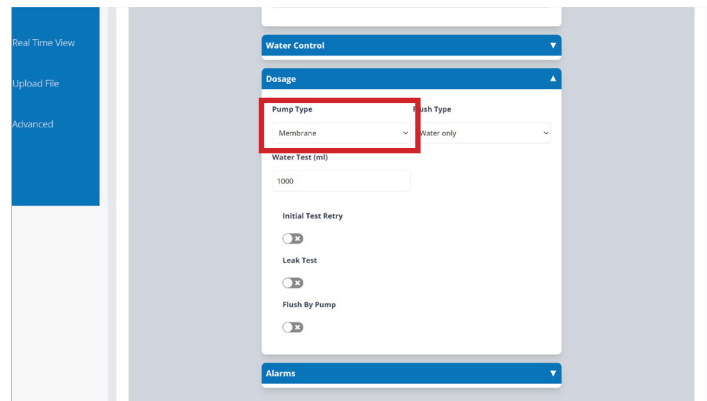 Real Time View
Upload File
Advanced
Water Control
Dosage
Pump Type
Membrane
Water only
Water Test (ml)
1000
Initial Test Retry
Leak Test
Flush By Pump
Alarms